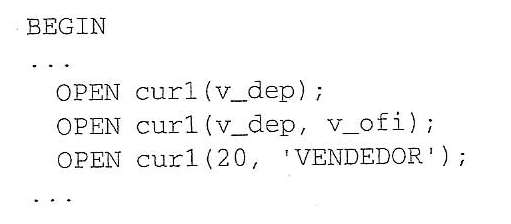 BEGIN
...
OPEN cur1(v_dep);
OPEN cur1(v_dep, v_ofi);
OPEN cur1(20, 'VENDEDOR');
...